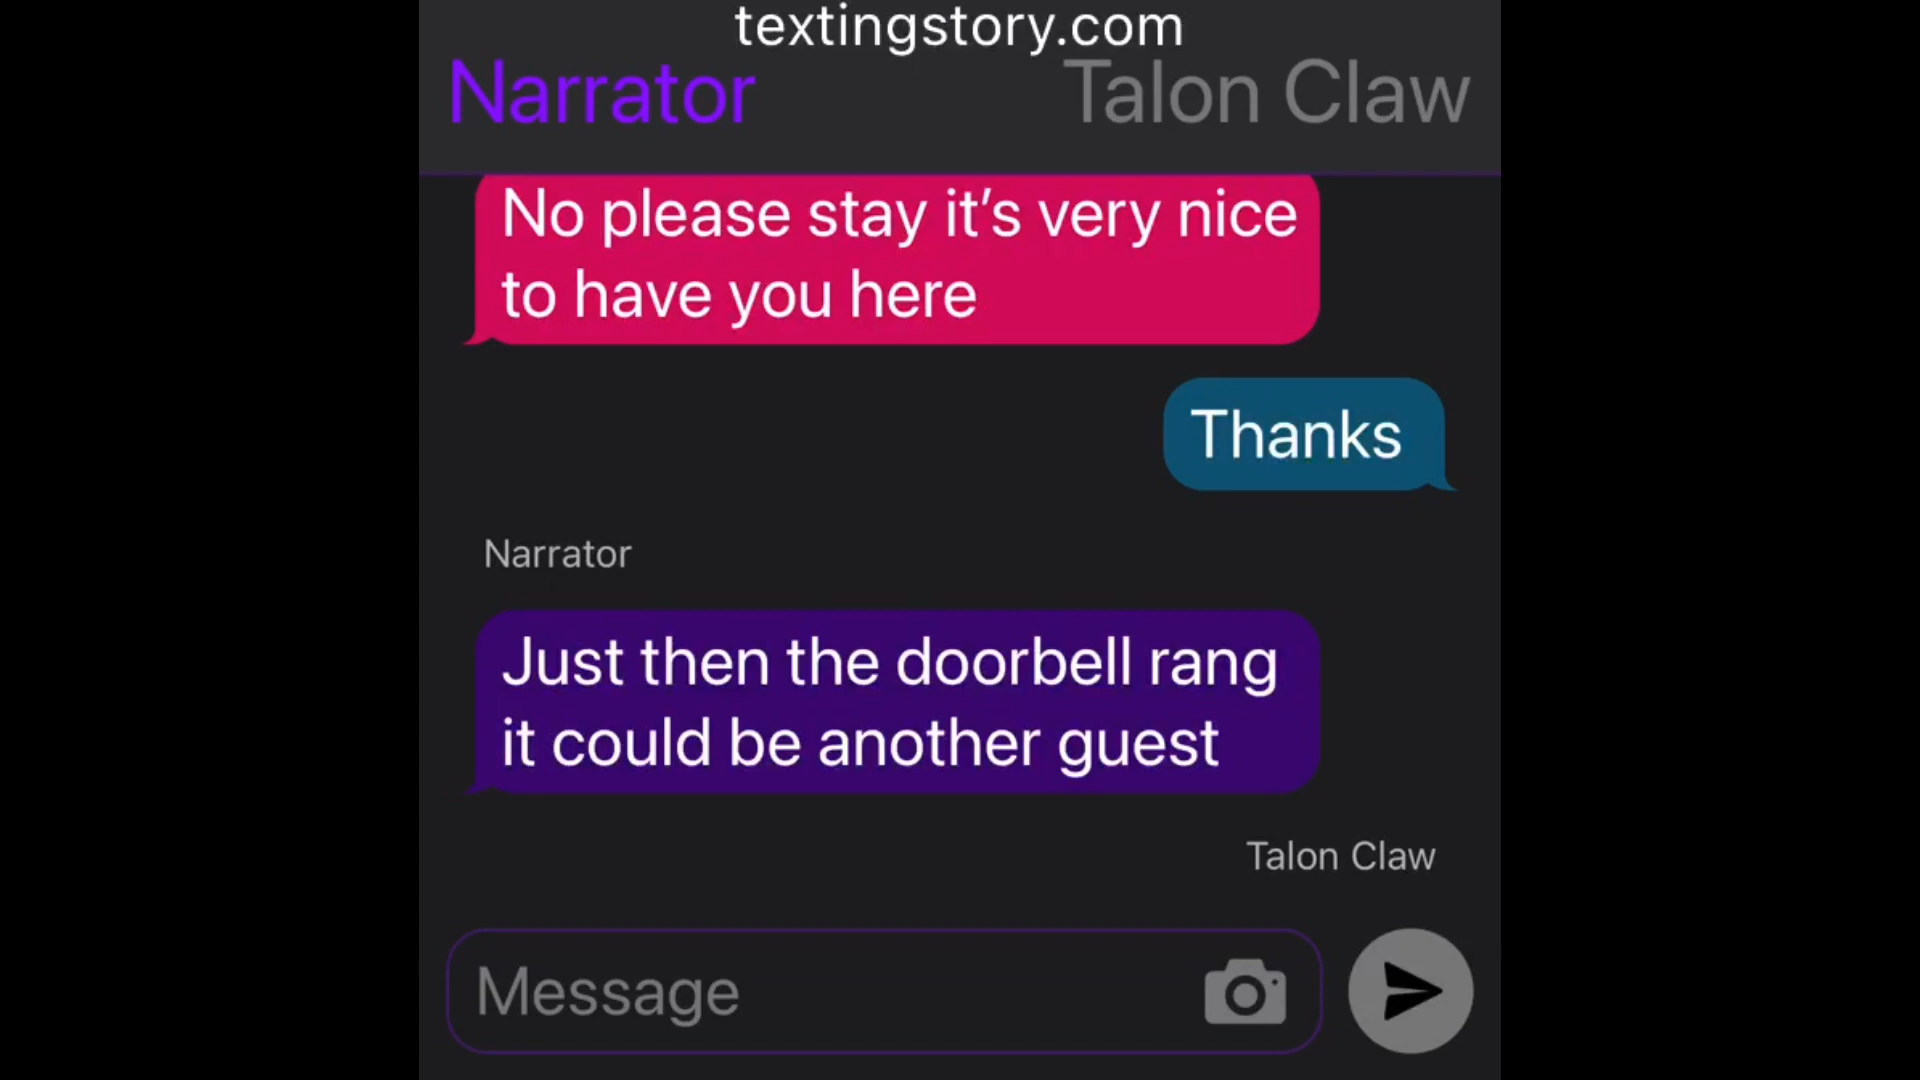 textingstory.com
Narrator
Talon Claw
No please stay it’s very nice
to have you here
Thanks
Narrator
Just then the doorbell rang
it could be another guest
Talon Claw
Message